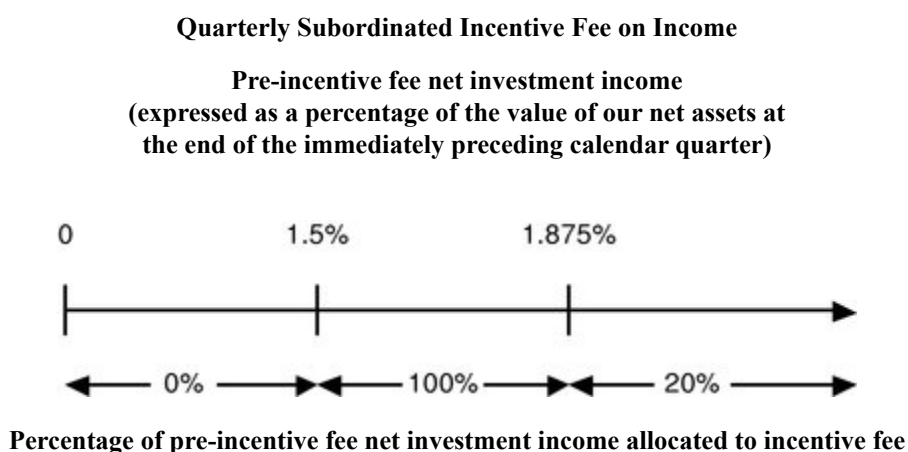 Quarterly Subordinated Incentive Fee on Income
Pre-incentive fee net investment income
(expressed as a percentage of the value of our net assets at
the end of the immediately preceding calendar quarter)
0 1.5% 1.875%
0% 100% 20%
Percentage of pre-incentive fee net investment income allocated to incentive fee